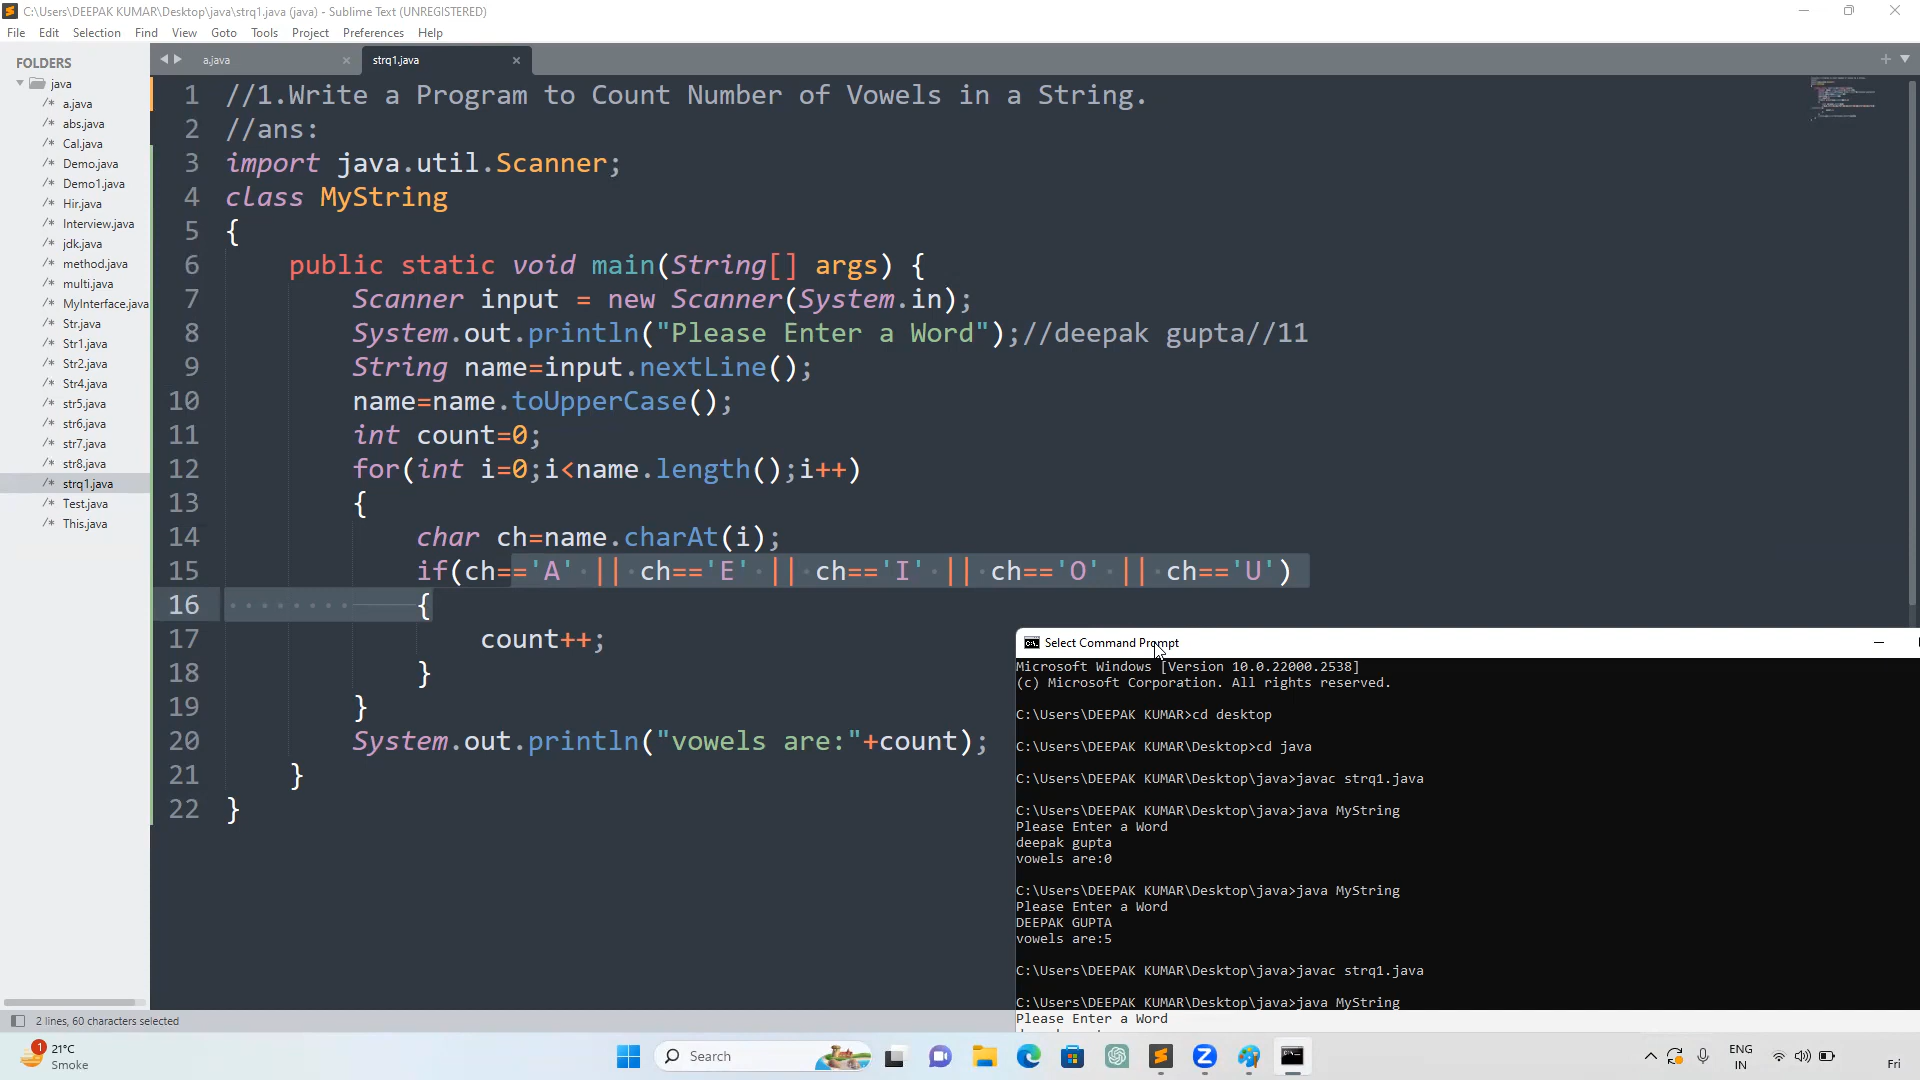 C:\Users\DEEPAK KUMAR\Desktop\java\strq1.java (java) - Sublime Text (UNREGISTERED)
File Edit Selection Find View Goto Tools Project Preferences Help
FOLDERS
java
/* a.java
/* abs.java
/* Cal.java
/* Demo.java
/* Demo1.java
/* Hir.java
/* Interview.java
/* jdk.java
/* method.java
/* multi.java
/* MyInterface.java
/* Str.java
/* Str1.java
/* Str2.java
/* Str4.java
/* str5.java
/* str6.java
/* str7.java
/* str8.java
/* strq1.java
/* Test.java
/* This.java
a.java strq1.java
1 //1.Write a Program to Count Number of Vowels in a String.
2 //ans:
3 import java.util.Scanner;
4 class MyString
5 {
6 public static void main(String[] args) {
7 Scanner input = new Scanner(System.in);
8 System.out.println("Please Enter a Word");//deepak gupta//11
9 String name=input.nextLine();
10 name=name.toUpperCase();
11 int count=0;
12 for(int i=0;i<name.length();i++)
13 {
14 char ch=name.charAt(i);
15 if(ch=='A' || ch=='E' || ch=='I' || ch=='O' || ch=='U')
16 {
17 count++;
18 }
19 }
20 System.out.println("vowels are:"+count);
21 }
22 }
Select Command Prompt
Microsoft Windows [Version 10.0.22000.2538]
(c) Microsoft Corporation. All rights reserved.
C:\Users\DEEPAK KUMAR>cd desktop
C:\Users\DEEPAK KUMAR\Desktop>cd java
C:\Users\DEEPAK KUMAR\Desktop\java>javac strq1.java
C:\Users\DEEPAK KUMAR\Desktop\java>java MyString
Please Enter a Word
deepak gupta
vowels are:0
C:\Users\DEEPAK KUMAR\Desktop\java>java MyString
Please Enter a Word
DEEPAK GUPTA
vowels are:5
C:\Users\DEEPAK KUMAR\Desktop\java>javac strq1.java
C:\Users\DEEPAK KUMAR\Desktop\java>java MyString
Please Enter a Word
2 lines, 60 characters selected
1
21°C
Smoke
Search
ENG
IN
Fri